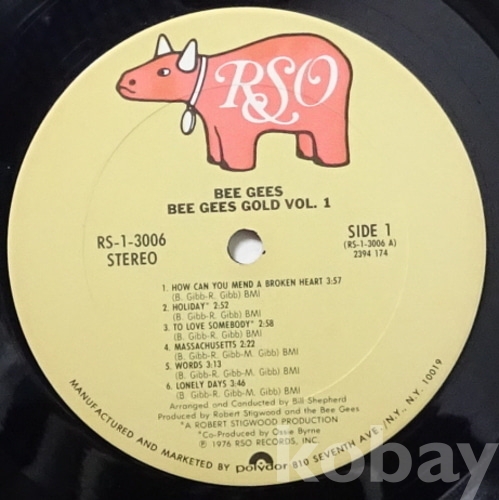 RSO
BEE GEES
BEE GEES GOLD VOL. 1
RS-1-3006
STEREO
SIDE 1
(RS-1-3006 A)
2394 174
1. HOW CAN YOU MEND A BROKEN HEART 3:57
(B. Gibb-R. Gibb) BMI
2. HOLIDAY* 2:52
(B. Gibb-R. Gibb) BMI
3. TO LOVE SOMEBODY* 2:58
(B. Gibb-R. Gibb) BMI
4. MASSACHUSETTS* 2:22
(B. Gibb-R. Gibb-M. Gibb) BMI
5. WORDS 3:13
(B. Gibb-R. Gibb-M. Gibb) BMI
6. LONELY DAYS 3:46
(B. Gibb-R. Gibb-M. Gibb) BMI
Arranged and Conducted by Bill Shepherd
Produced by Robert Stigwood and the Bee Gees
*A ROBERT STIGWOOD PRODUCTION
*Co-Produced by Ossie Byrne
℗ 1976 RSO RECORDS, INC.
MANUFACTURED AND MARKETED BY polydor 810 SEVENTH AVE., N.Y., N.Y. 10019
kobay